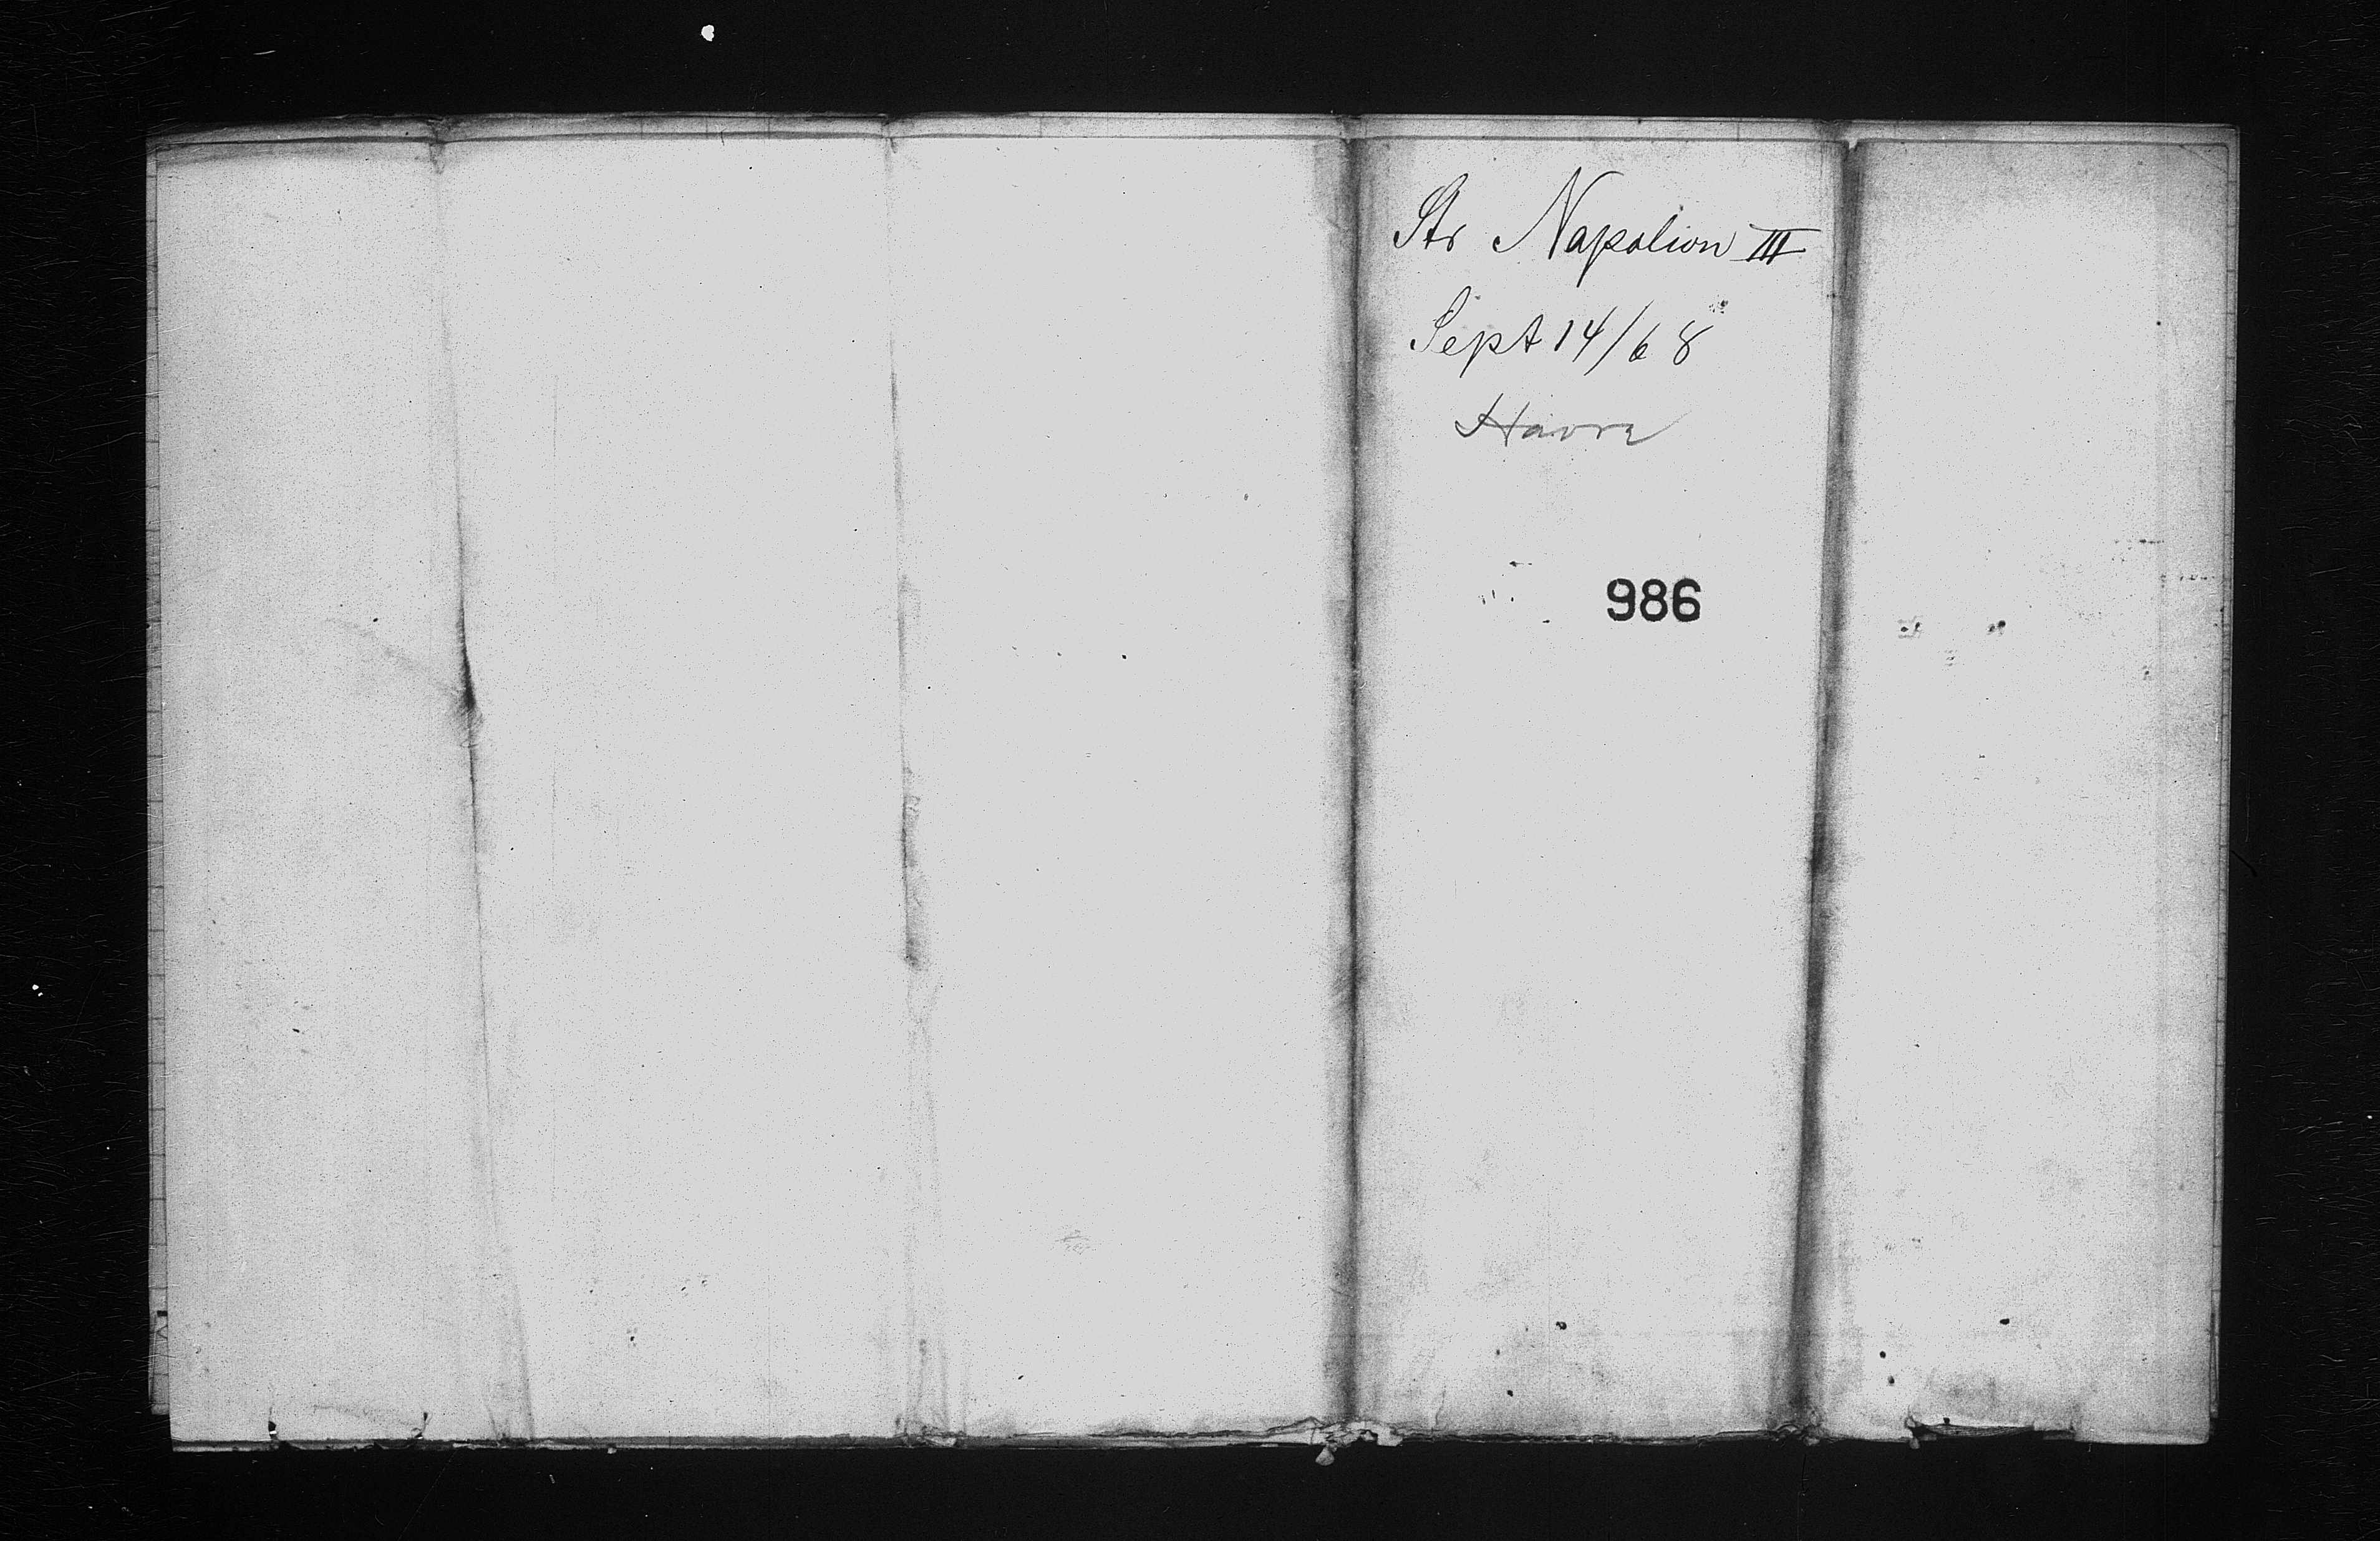 Str Napolion III
Sept 14/68
Havre
986